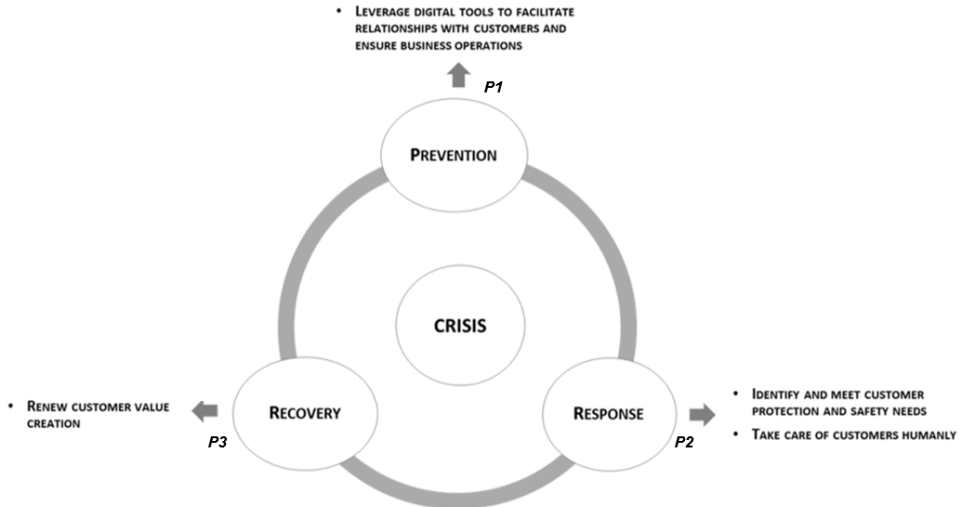 • LEVERAGE DIGITAL TOOLS TO FACILITATE
RELATIONSHIPS WITH CUSTOMERS AND
ENSURE BUSINESS OPERATIONS
P1
PREVENTION
CRISIS
RECOVERY
RESPONSE
• RENEW CUSTOMER VALUE
CREATION
P3
P2
• IDENTIFY AND MEET CUSTOMER
PROTECTION AND SAFETY NEEDS
• TAKE CARE OF CUSTOMERS HUMANLY